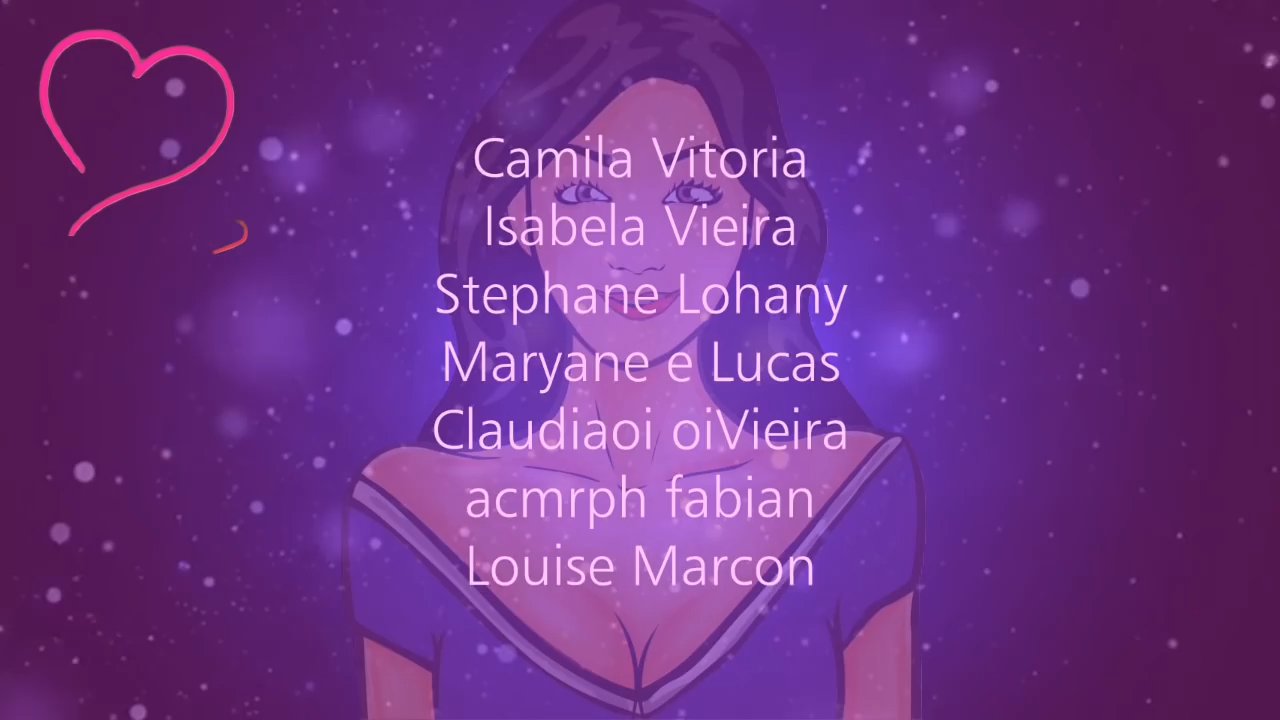 Camila Vitoria
Isabela Vieira
Stephane Lohany
Maryane e Lucas
Claudiaoi oiVieira
acmrph fabian
Louise Marcon